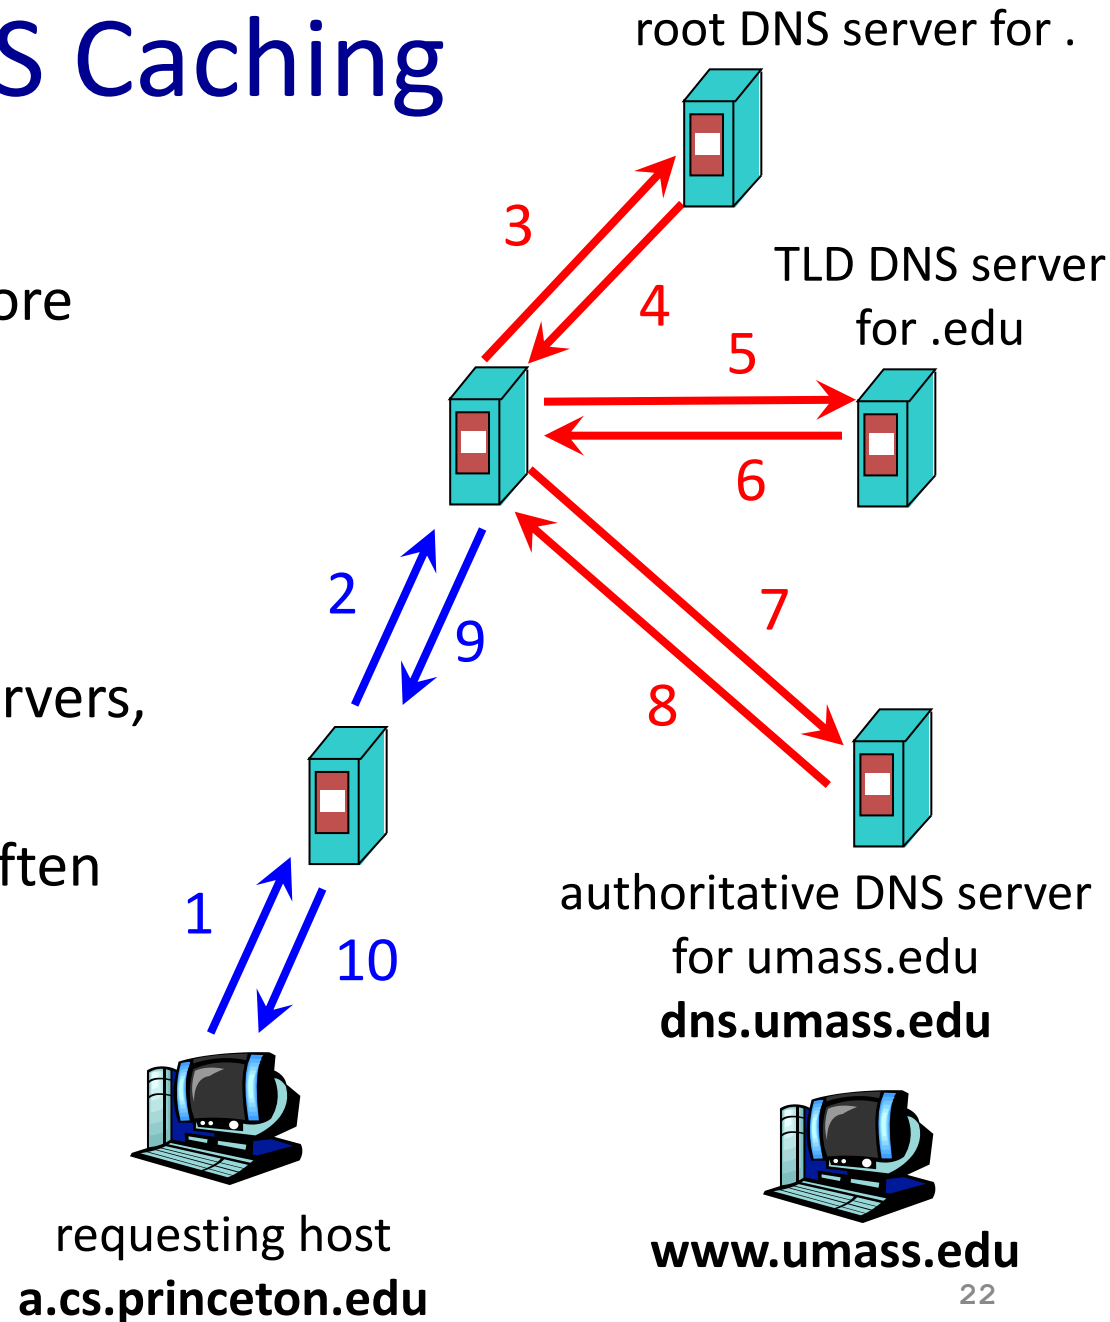 S Caching
root DNS server for .
3
4
TLD DNS server
for .edu
ore
5
6
2
9
7
8
rvers,
ften
1
10
authoritative DNS server
for umass.edu
dns.umass.edu
requesting host
a.cs.princeton.edu
www.umass.edu
22